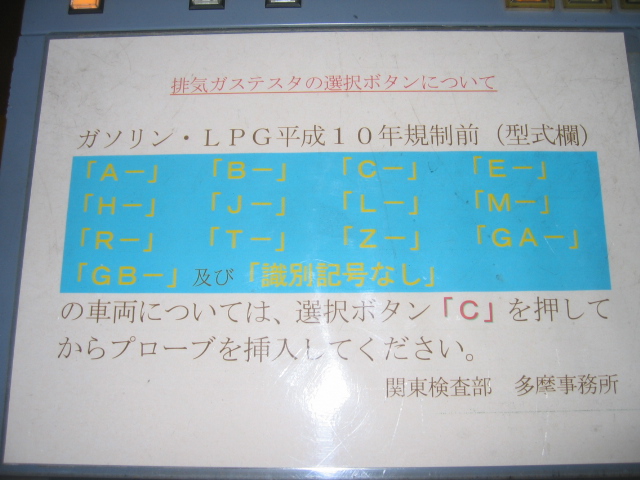 排気ガステスタの選択ボタンについて
ガソリン・ＬＰＧ平成１０年規制前（型式欄）
「Ａ－」 「Ｂ－」 「Ｃ－」 「Ｅ－」
「Ｈ－」 「Ｊ－」 「Ｌ－」 「Ｍ－」
「Ｒ－」 「Ｔ－」 「Ｚ－」 「ＧＡ－」
「ＧＢ－」及び「識別記号なし」
の車両については、選択ボタン「Ｃ」を押して
からプローブを挿入してください。
関東検査部　多摩事務所